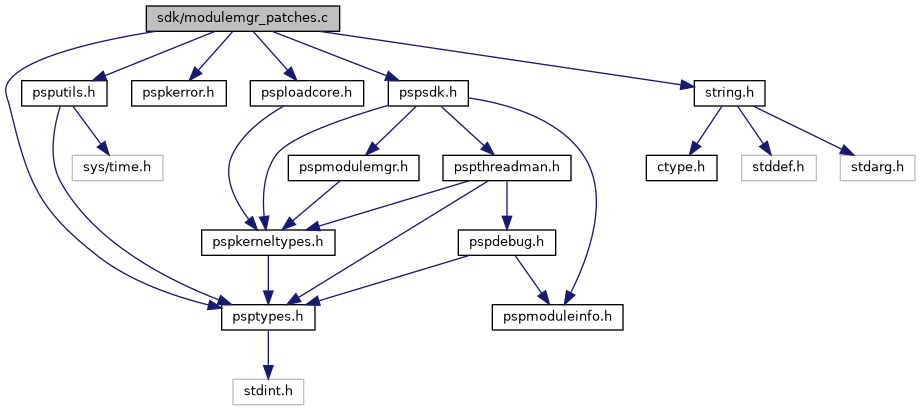 sdk/modulemgr_patches.c
psputils.h
pspkerror.h
psploadcore.h
pspsdk.h
string.h
sys/time.h
pspmodulemgr.h
pspthreadman.h
ctype.h
stddef.h
stdarg.h
pspkerneltypes.h
pspdebug.h
psptypes.h
pspmoduleinfo.h
stdint.h